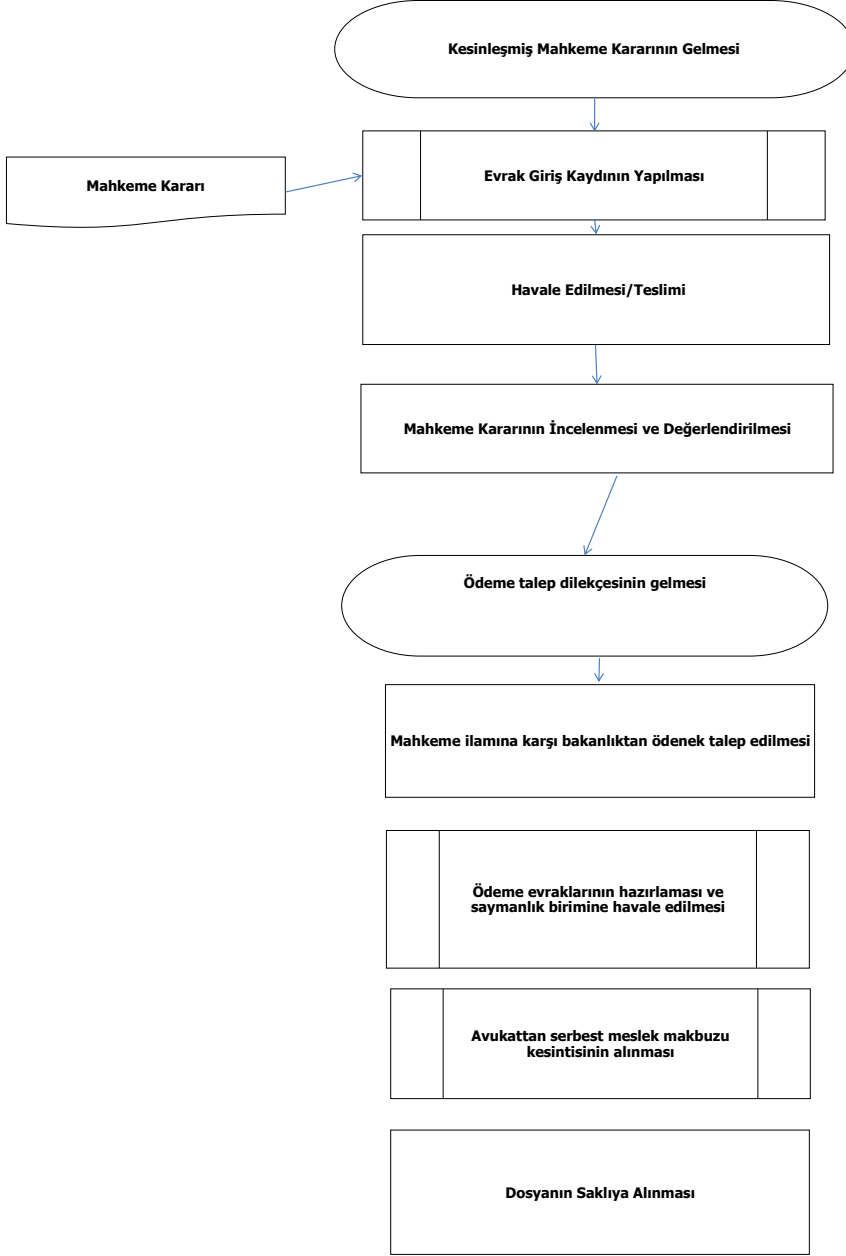 Kesinleşmiş Mahkeme Kararının Gelmesi
Mahkeme Kararı
Evrak Giriş Kaydının Yapılması
Havale Edilmesi/Teslimi
Mahkeme Kararının İncelenmesi ve Değerlendirilmesi
Ödeme talep dilekçesinin gelmesi
Mahkeme ilamına karşı bakanlıktan ödenek talep edilmesi
Ödeme evraklarının hazırlaması ve
saymanlık birimine havale edilmesi
Avukattan serbest meslek makbuzu
kesintisinin alınması
Dosyanın Saklıya Alınması